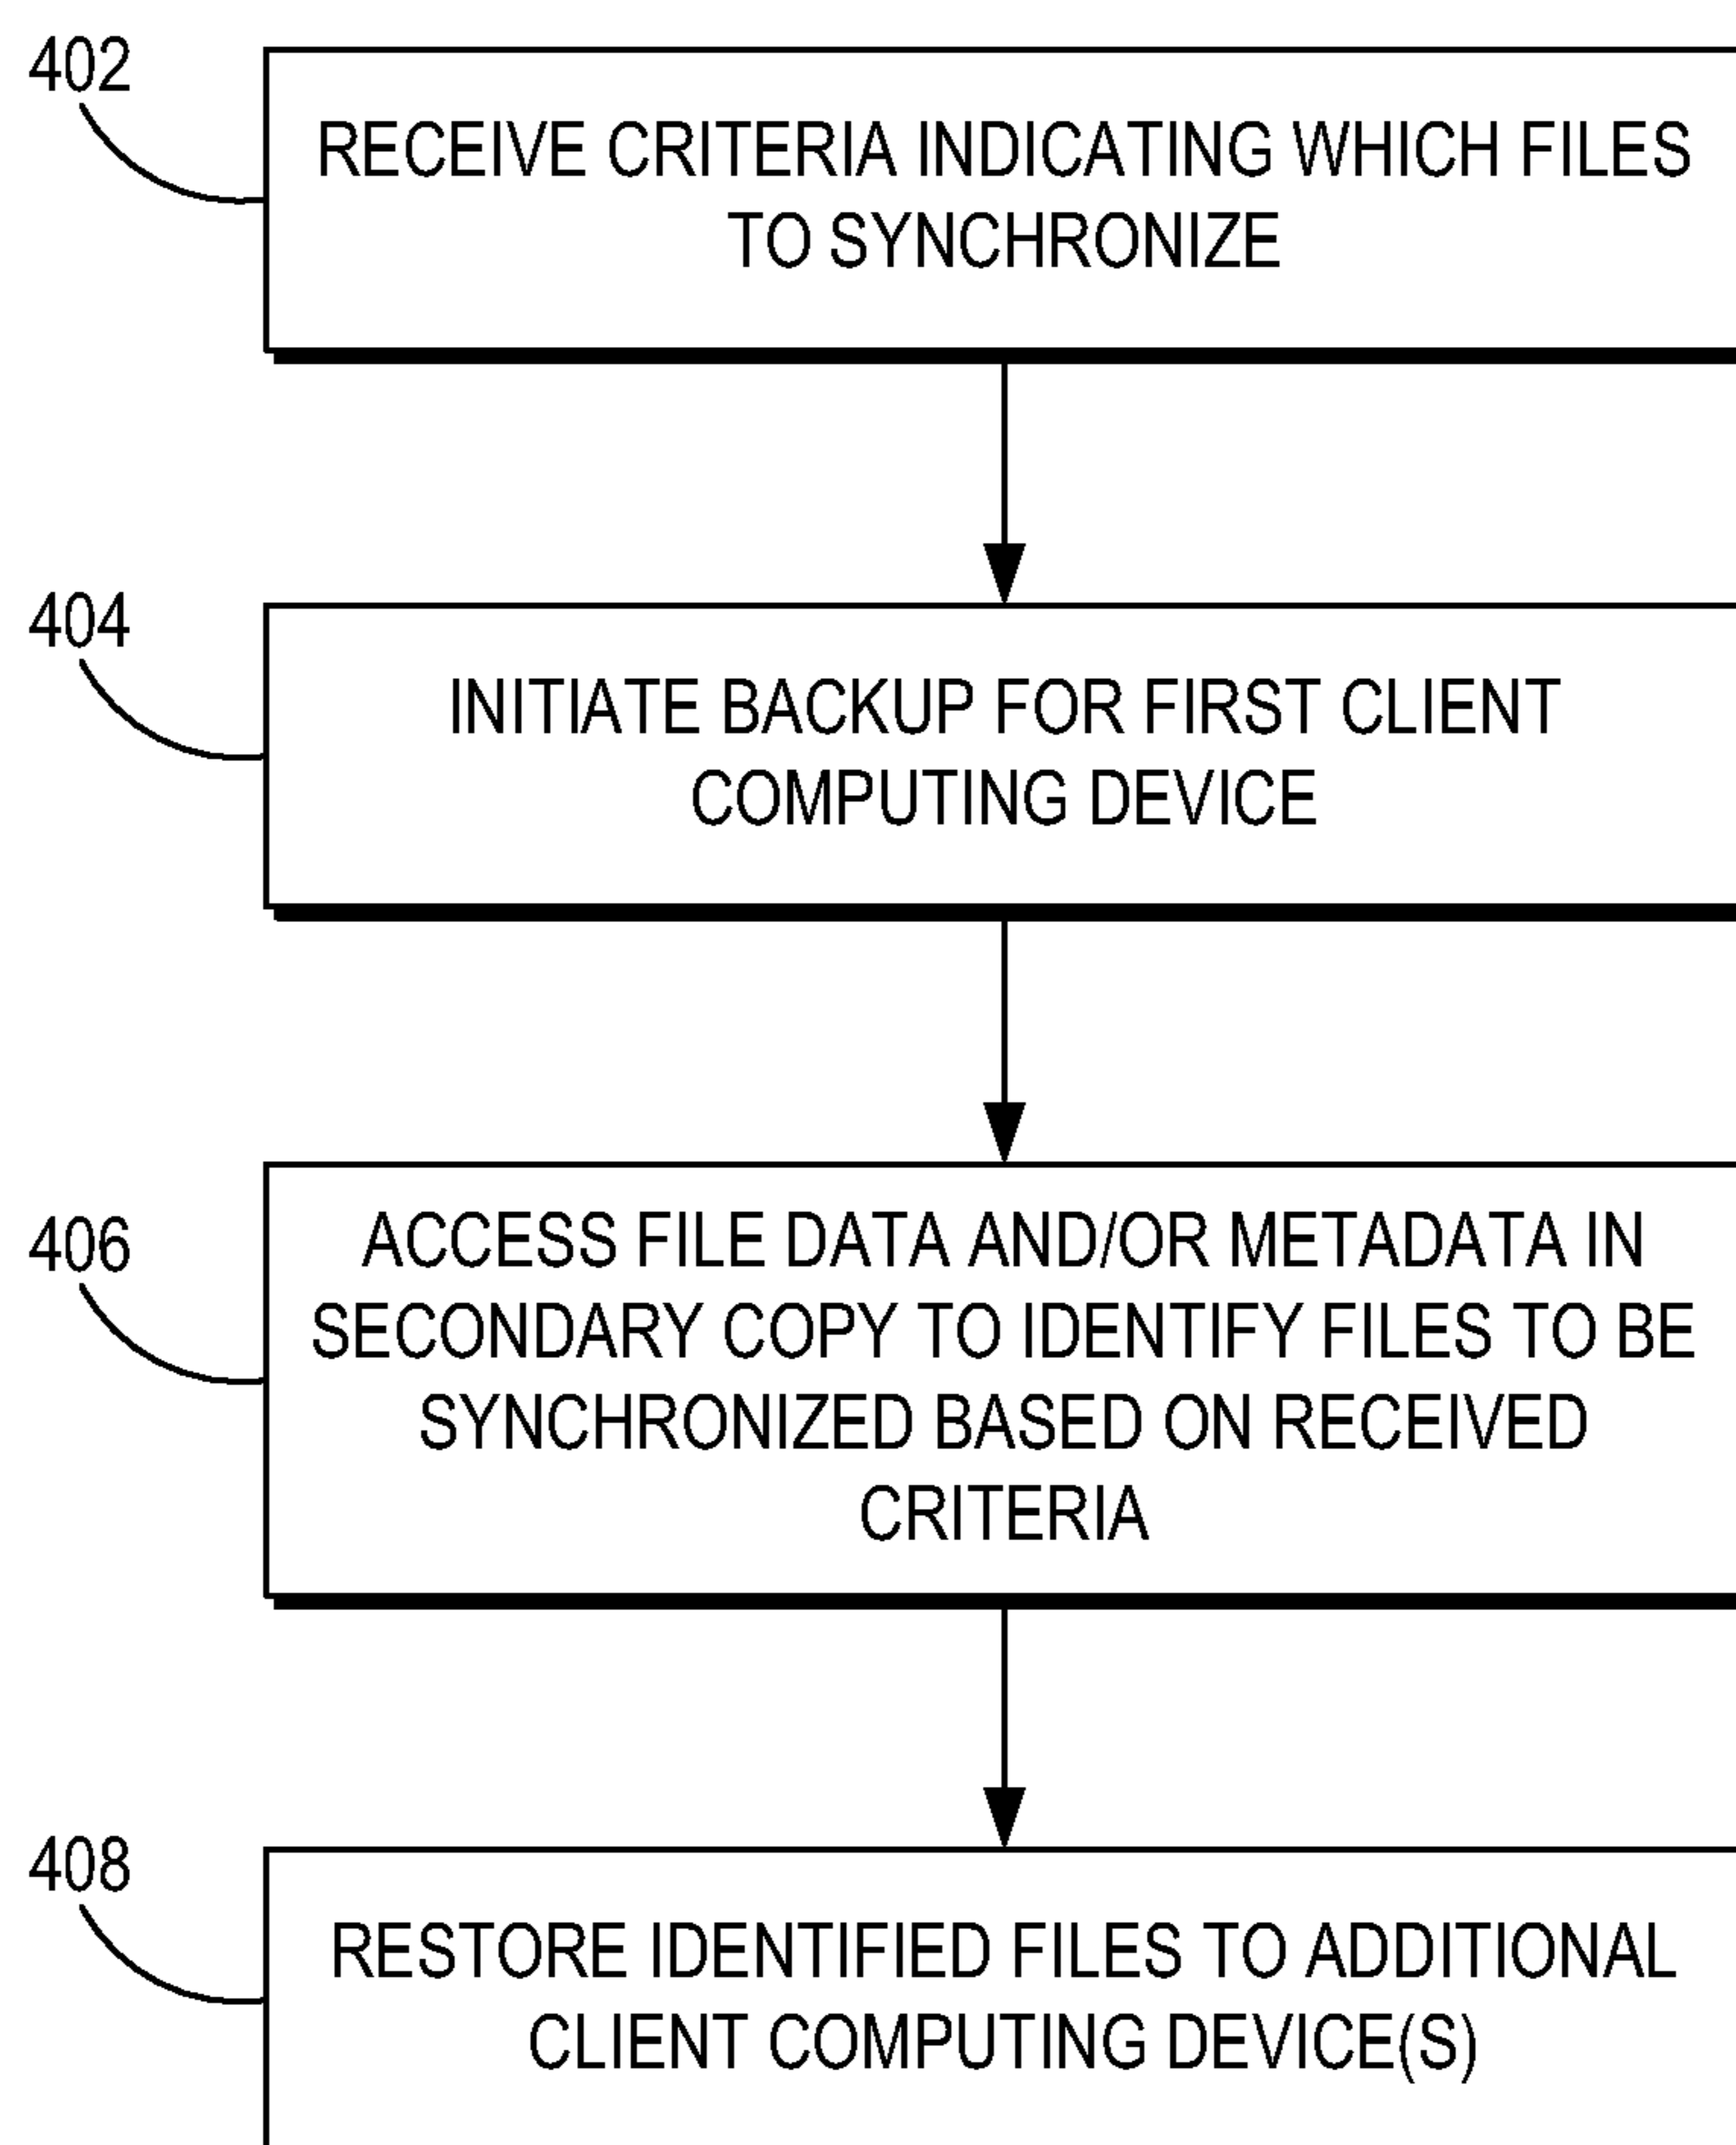 402
RECEIVE CRITERIA INDICATING WHICH FILES
TO SYNCHRONIZE
404
INITIATE BACKUP FOR FIRST CLIENT
COMPUTING DEVICE
406
ACCESS FILE DATA AND/OR METADATA IN
SECONDARY COPY TO IDENTIFY FILES TO BE
SYNCHRONIZED BASED ON RECEIVED
CRITERIA
408
RESTORE IDENTIFIED FILES TO ADDITIONAL
CLIENT COMPUTING DEVICE(S)